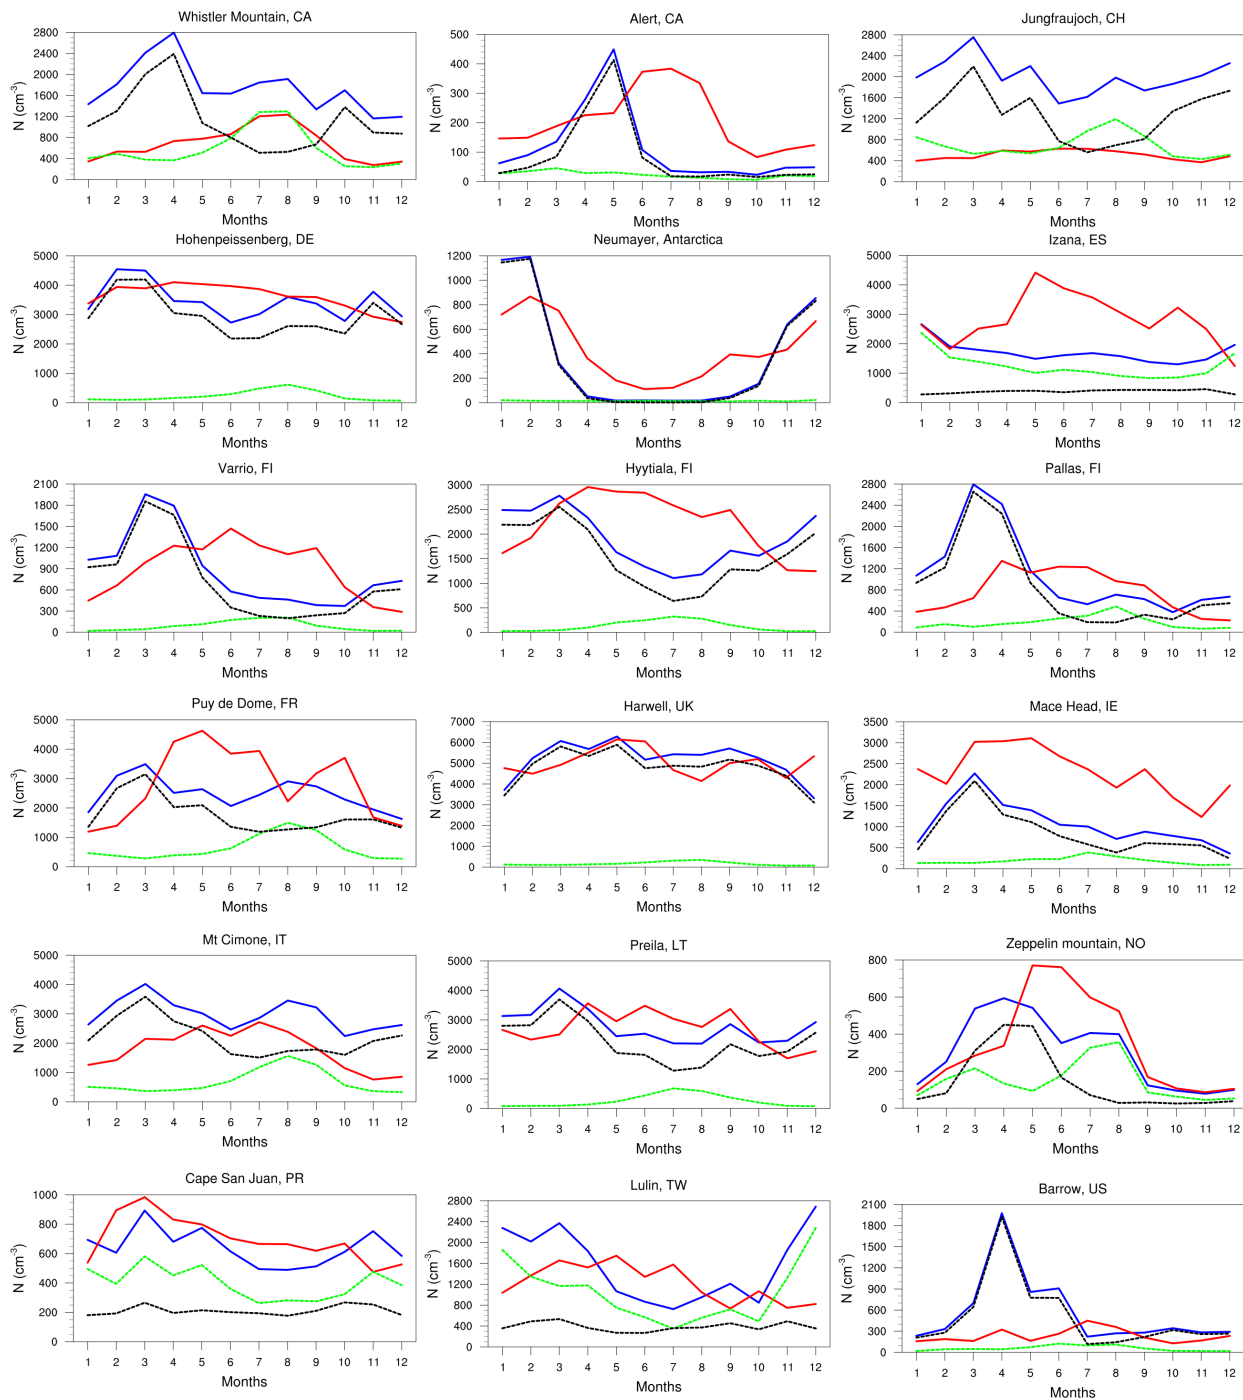 Whistler Mountain, CA
N (cm⁻³)
2800
2400
2000
1600
1200
800
400
0
1 2 3 4 5 6 7 8 9 10 11 12
Months
Alert, CA
N (cm⁻³)
500
400
300
200
100
0
1 2 3 4 5 6 7 8 9 10 11 12
Months
Jungfraujoch, CH
N (cm⁻³)
2800
2400
2000
1600
1200
800
400
0
1 2 3 4 5 6 7 8 9 10 11 12
Months
Hohenpeissenberg, DE
N (cm⁻³)
5000
4000
3000
2000
1000
0
1 2 3 4 5 6 7 8 9 10 11 12
Months
Neumayer, Antarctica
N (cm⁻³)
1200
1000
800
600
400
200
0
1 2 3 4 5 6 7 8 9 10 11 12
Months
Izana, ES
N (cm⁻³)
5000
4000
3000
2000
1000
0
1 2 3 4 5 6 7 8 9 10 11 12
Months
Varrio, FI
N (cm⁻³)
2100
1800
1500
1200
900
600
300
0
1 2 3 4 5 6 7 8 9 10 11 12
Months
Hyytiala, FI
N (cm⁻³)
3000
2500
2000
1500
1000
500
0
1 2 3 4 5 6 7 8 9 10 11 12
Months
Pallas, FI
N (cm⁻³)
2800
2400
2000
1600
1200
800
400
0
1 2 3 4 5 6 7 8 9 10 11 12
Months
Puy de Dome, FR
N (cm⁻³)
5000
4000
3000
2000
1000
0
1 2 3 4 5 6 7 8 9 10 11 12
Months
Harwell, UK
N (cm⁻³)
7000
6000
5000
4000
3000
2000
1000
0
1 2 3 4 5 6 7 8 9 10 11 12
Months
Mace Head, IE
N (cm⁻³)
3500
3000
2500
2000
1500
1000
500
0
1 2 3 4 5 6 7 8 9 10 11 12
Months
Mt Cimone, IT
N (cm⁻³)
5000
4000
3000
2000
1000
0
1 2 3 4 5 6 7 8 9 10 11 12
Months
Preila, LT
N (cm⁻³)
5000
4000
3000
2000
1000
0
1 2 3 4 5 6 7 8 9 10 11 12
Months
Zeppelin mountain, NO
N (cm⁻³)
800
600
400
200
0
1 2 3 4 5 6 7 8 9 10 11 12
Months
Cape San Juan, PR
N (cm⁻³)
1000
800
600
400
200
0
1 2 3 4 5 6 7 8 9 10 11 12
Months
Lulin, TW
N (cm⁻³)
2800
2400
2000
1600
1200
800
400
0
1 2 3 4 5 6 7 8 9 10 11 12
Months
Barrow, US
N (cm⁻³)
2100
1800
1500
1200
900
600
300
0
1 2 3 4 5 6 7 8 9 10 11 12
Months